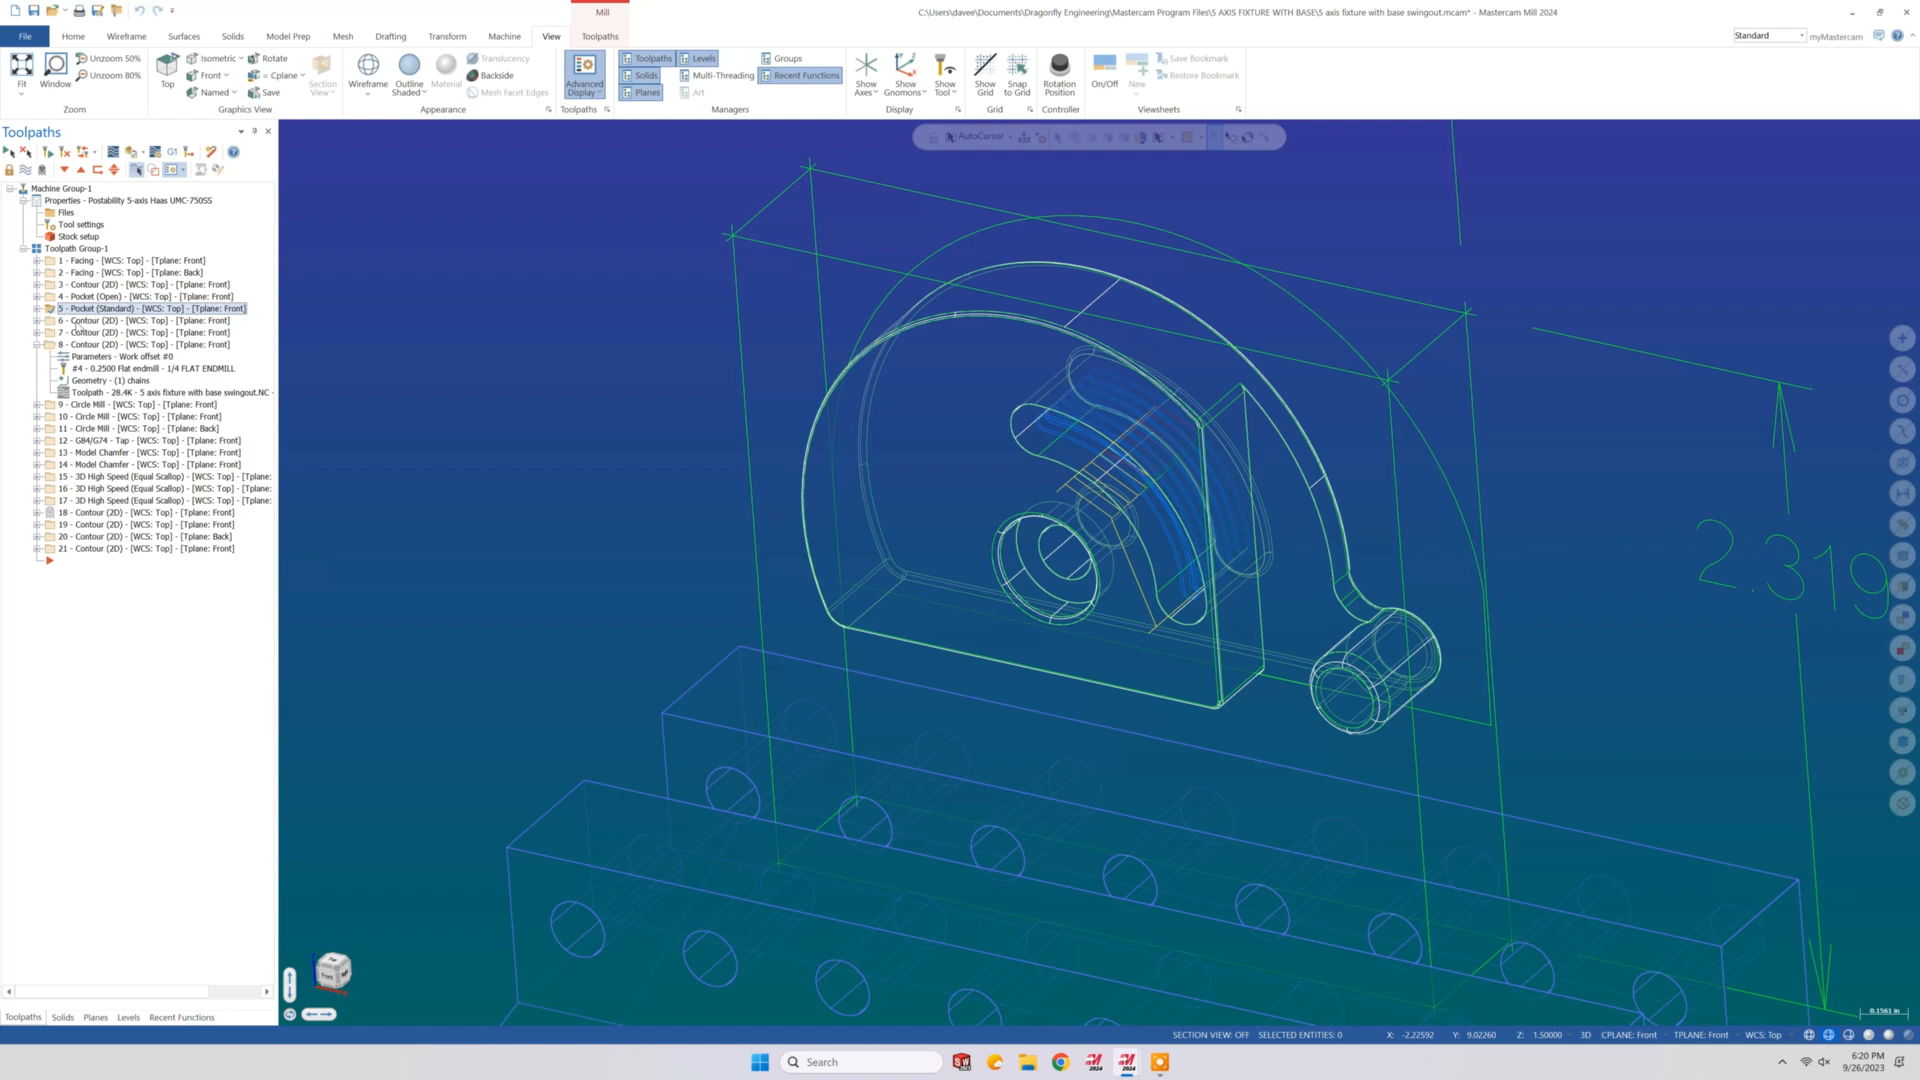 Mill
C:\Users\davee\Documents\Dragonfly Engineering\Mastercam Program Files\5 AXIS FIXTURE WITH BASE\5 axis fixture with base swingout.mcam* - Mastercam Mill 2024
File Home Wireframe Surfaces Solids Model Prep Mesh Drafting Transform Machine View Toolpaths
Standard myMastercam
Fit
Window
Unzoom 50%
Unzoom 80%
Zoom
Top
Isometric
Front
Named
Rotate
= Cplane
Save
Section View
Graphics View
Wireframe
Outline Shaded
Material
Translucency
Backside
Mesh Facet Edges
Appearance
Advanced Display
Toolpaths
Toolpaths
Solids
Planes
Levels
Multi-Threading
Art
Groups
Recent Functions
Managers
Show Axes
Show Gnomons
Show Tool
Display
Show Grid
Snap to Grid
Grid
Rotation Position
Controller
On/Off
New
Save Bookmark
Restore Bookmark
Viewsheets
Toolpaths
AutoCursor
G1
Machine Group-1
Properties - Postability 5-axis Haas UMC-750SS
Files
Tool settings
Stock setup
Toolpath Group-1
1 - Facing - [WCS: Top] - [Tplane: Front]
2 - Facing - [WCS: Top] - [Tplane: Back]
3 - Contour (2D) - [WCS: Top] - [Tplane: Front]
4 - Pocket (Open) - [WCS: Top] - [Tplane: Front]
5 - Pocket (Standard) - [WCS: Top] - [Tplane: Front]
6 - Contour (2D) - [WCS: Top] - [Tplane: Front]
7 - Contour (2D) - [WCS: Top] - [Tplane: Front]
8 - Contour (2D) - [WCS: Top] - [Tplane: Front]
Parameters - Work offset #0
#4 - 0.2500 Flat endmill - 1/4 FLAT ENDMILL
Geometry - (1) chains
Toolpath - 28.4K - 5 axis fixture with base swingout.NC -
9 - Circle Mill - [WCS: Top] - [Tplane: Front]
10 - Circle Mill - [WCS: Top] - [Tplane: Front]
11 - Circle Mill - [WCS: Top] - [Tplane: Back]
12 - G84/G74 - Tap - [WCS: Top] - [Tplane: Front]
13 - Model Chamfer - [WCS: Top] - [Tplane: Front]
14 - Model Chamfer - [WCS: Top] - [Tplane: Front]
15 - 3D High Speed (Equal Scallop) - [WCS: Top] - [Tplane:
16 - 3D High Speed (Equal Scallop) - [WCS: Top] - [Tplane:
17 - 3D High Speed (Equal Scallop) - [WCS: Top] - [Tplane:
18 - Contour (2D) - [WCS: Top] - [Tplane: Front]
19 - Contour (2D) - [WCS: Top] - [Tplane: Front]
20 - Contour (2D) - [WCS: Top] - [Tplane: Back]
21 - Contour (2D) - [WCS: Top] - [Tplane: Front]
2.319
Front
0.1561 in
Toolpaths Solids Planes Levels Recent Functions
SECTION VIEW: OFF SELECTED ENTITIES: 0 X: -2.22592 Y: 9.02260 Z: 1.50000 3D CPLANE: Front TPLANE: Front WCS: Top
Search
2024
2024
6:20 PM
9/26/2023